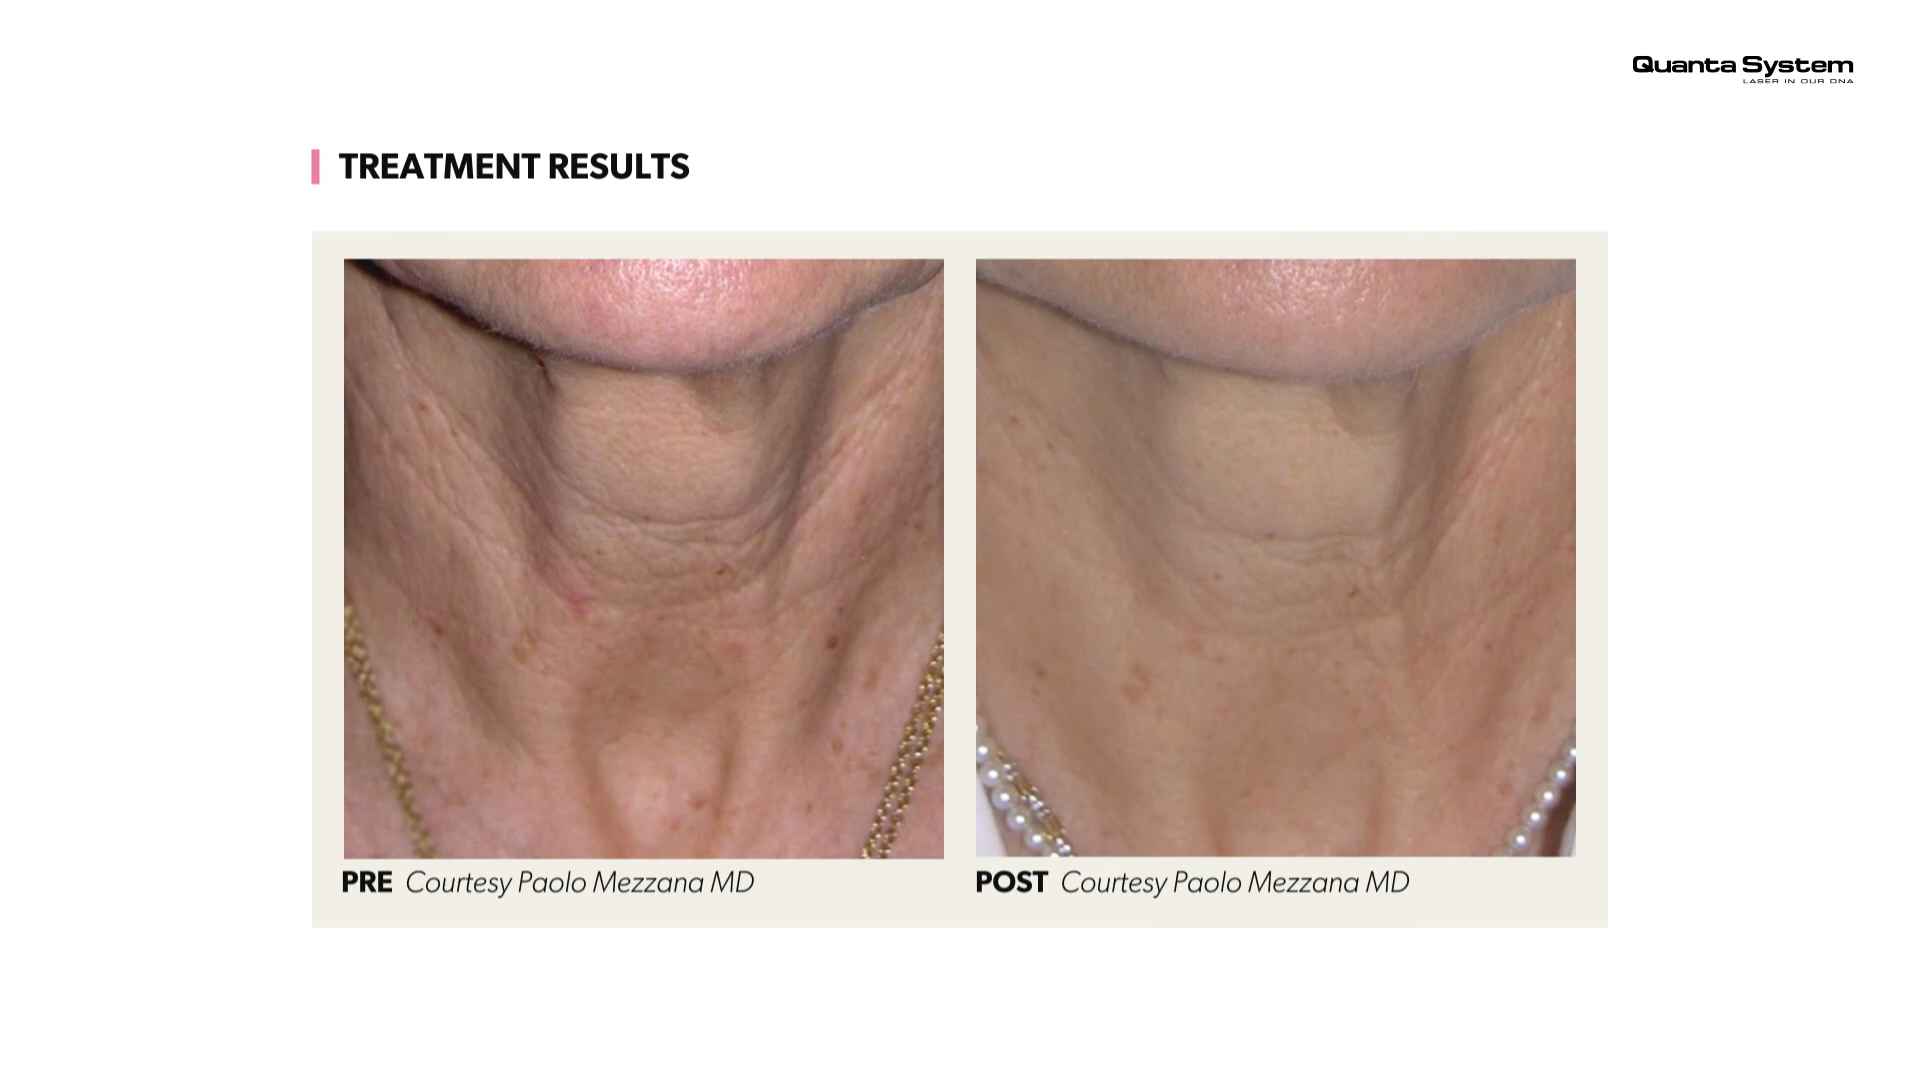 Quanta System
LASER IN OUR DNA
TREATMENT RESULTS
PRE Courtesy Paolo Mezzana MD
POST Courtesy Paolo Mezzana MD